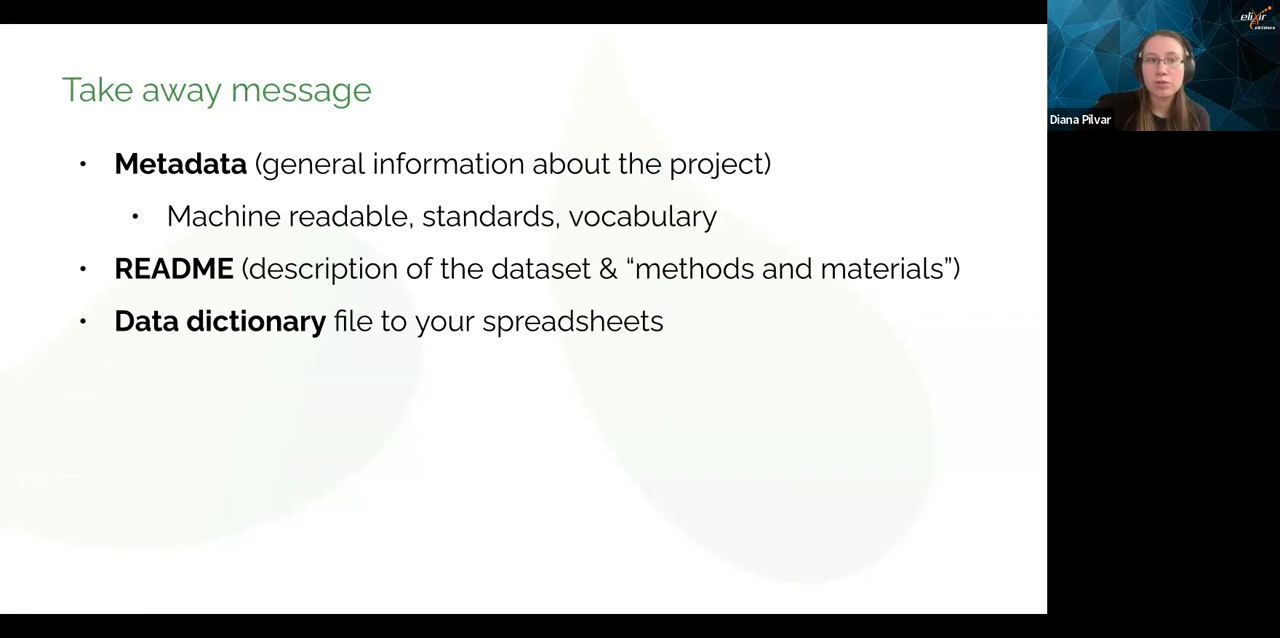 Take away message
• Metadata (general information about the project)
• Machine readable, standards, vocabulary
• README (description of the dataset & “methods and materials”)
• Data dictionary file to your spreadsheets
elixir
ESTONIA
Diana Pilvar